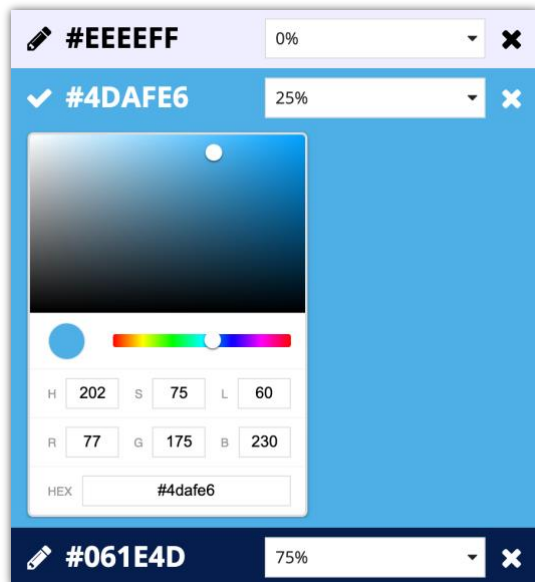 #EEEEFF 0%
#4DAFE6 25%
H 202 S 75 L 60
R 77 G 175 B 230
HEX #4dafe6
#061E4D 75%